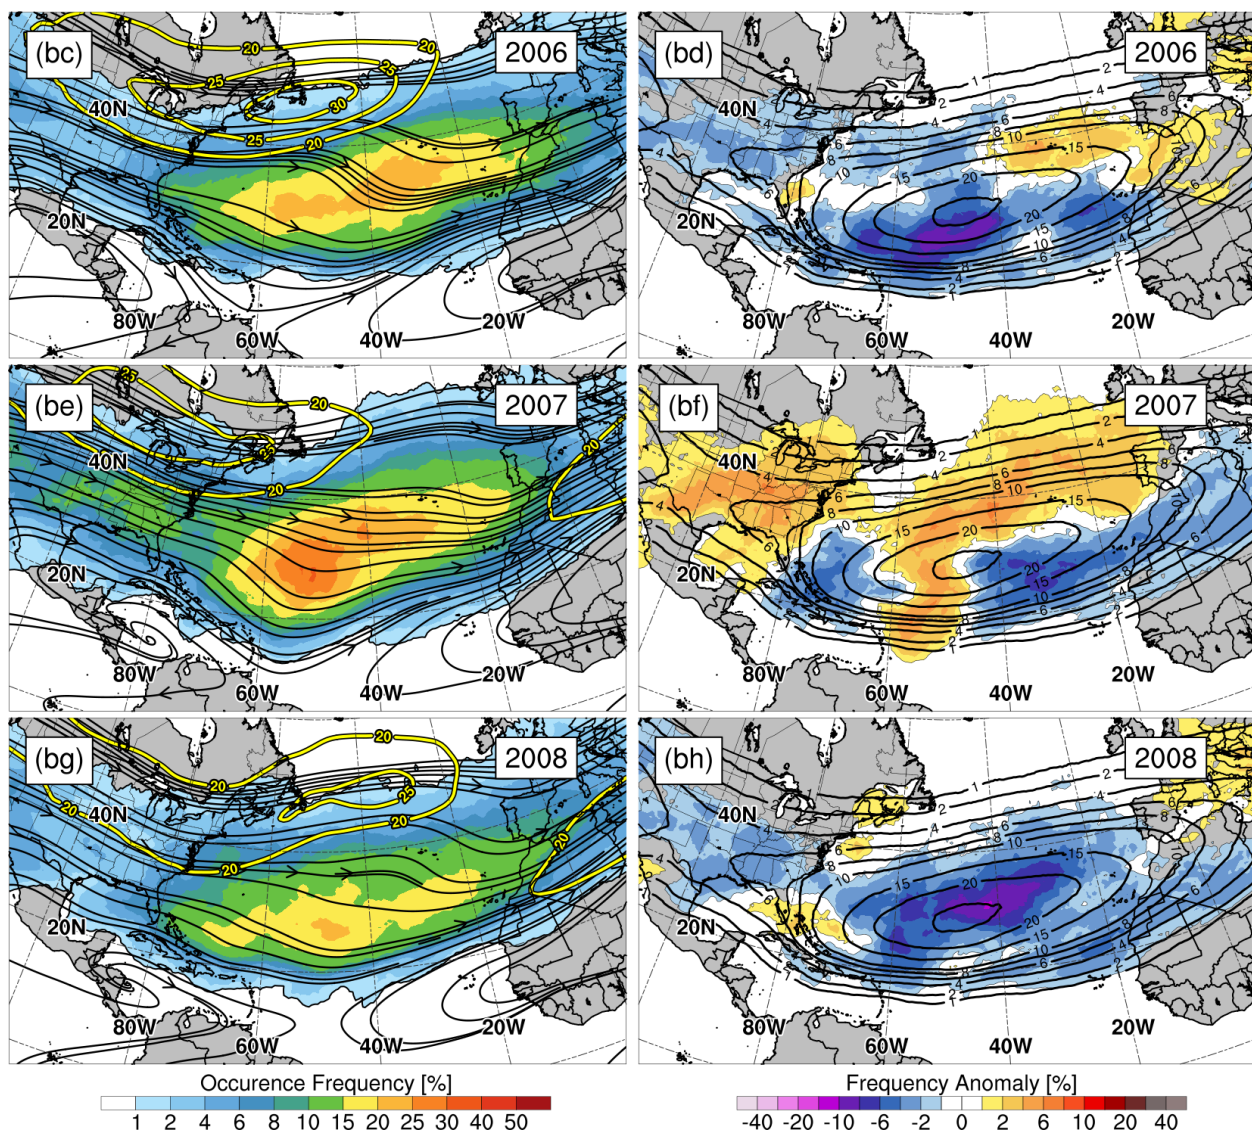 (bc) 2006
20 25 25 30 25 20 20
40N
20N
80W 60W 40W 20W
(bd) 2006
1 2 4 6 8 10 15 20
40N
20N
80W 60W 40W 20W
(be) 2007
25 20 25 20 20
40N
20N
80W 60W 40W 20W
(bf) 2007
1 2 4 6 8 10 15 20
40N
20N
80W 60W 40W 20W
(bg) 2008
20 20 25 20 20 20
40N
20N
80W 60W 40W 20W
(bh) 2008
1 2 4 6 8 10 15 20
40N
20N
80W 60W 40W 20W
Occurence Frequency [%]
1 2 4 6 8 10 15 20 25 30 40 50
Frequency Anomaly [%]
-40 -20 -10 -6 -2 0 2 6 10 20 40